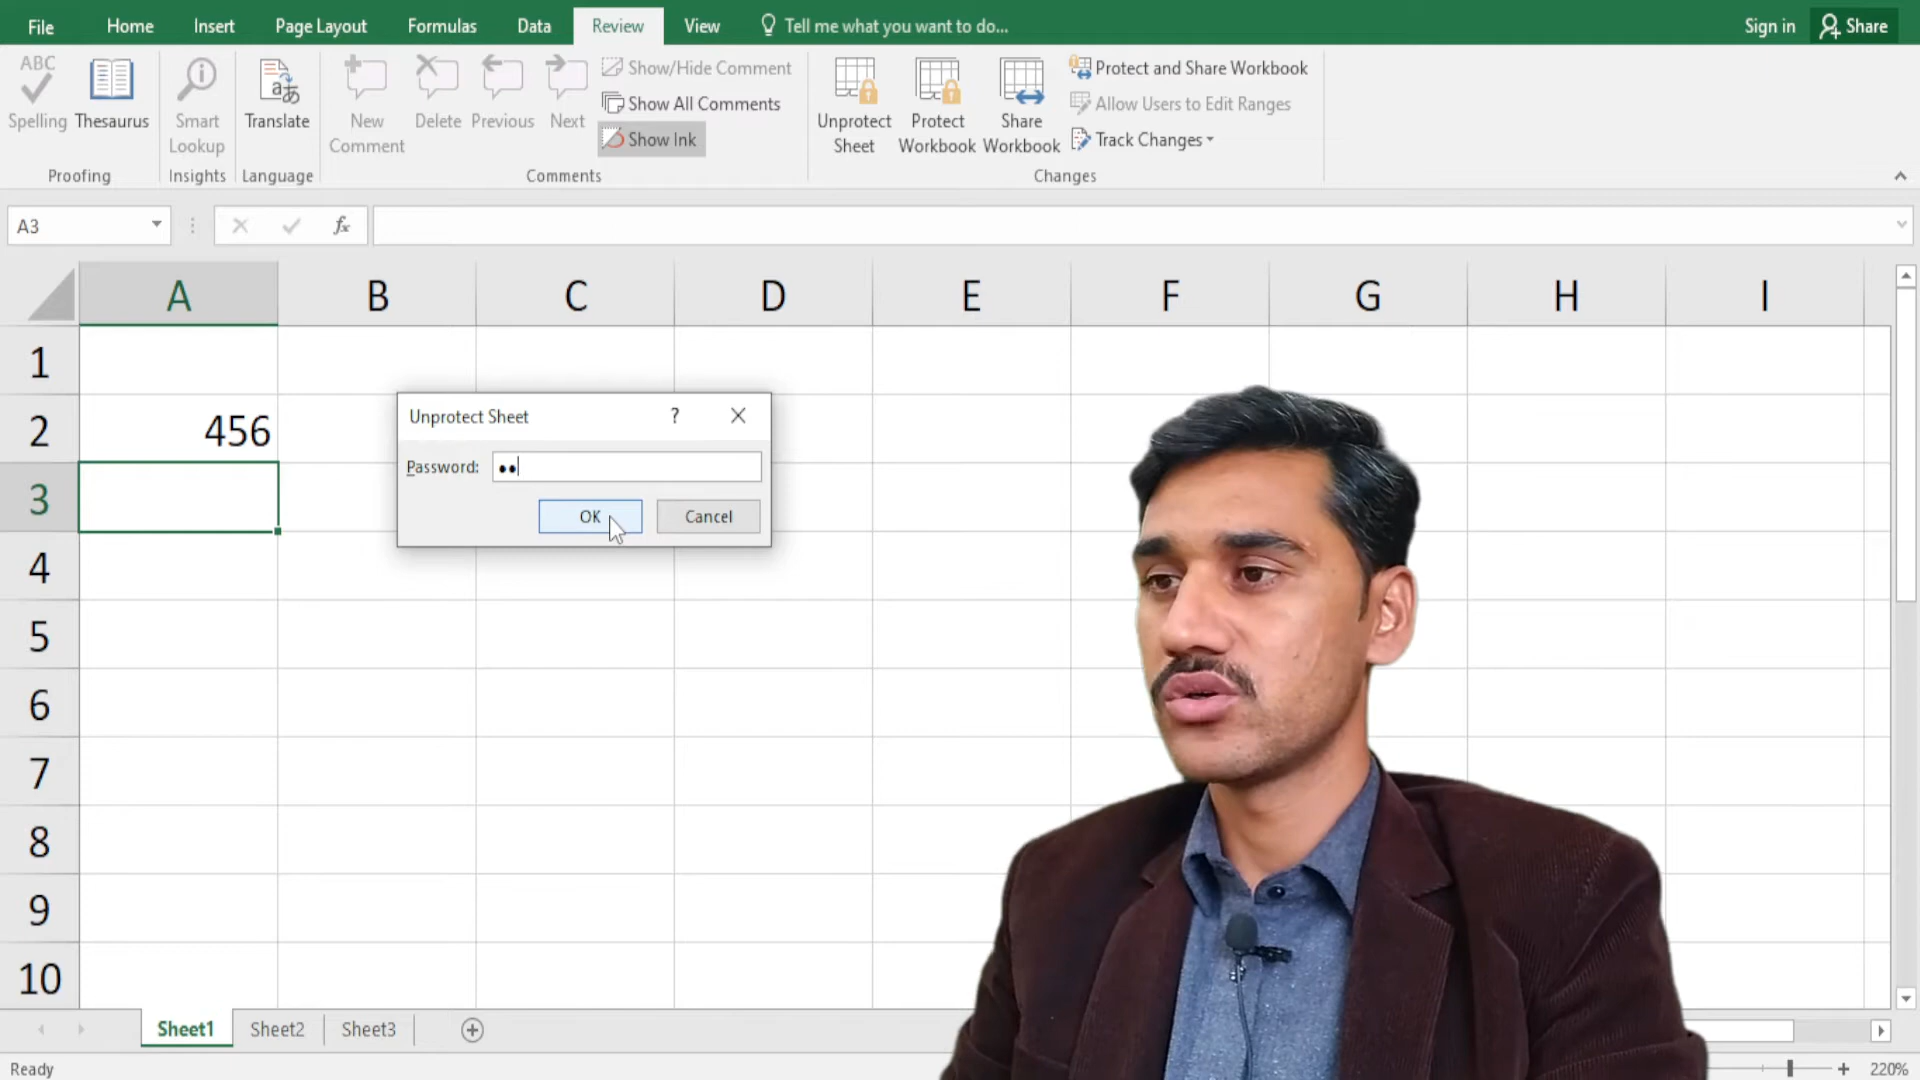 File Home Insert Page Layout Formulas Data Review View Tell me what you want to do... Sign in Share
ABC
Spelling Thesaurus
Smart Lookup
Translate
New Comment
Delete Previous Next
Show/Hide Comment
Show All Comments
Show Ink
Unprotect Sheet
Protect Workbook
Share Workbook
Protect and Share Workbook
Allow Users to Edit Ranges
Track Changes
Proofing Insights Language Comments Changes
A3 fx
A B C D E F G H I
1
2 456
3
4
5
6
7
8
9
10
Unprotect Sheet ?
Password: ●●
OK Cancel
Sheet1 Sheet2 Sheet3
Ready 220%